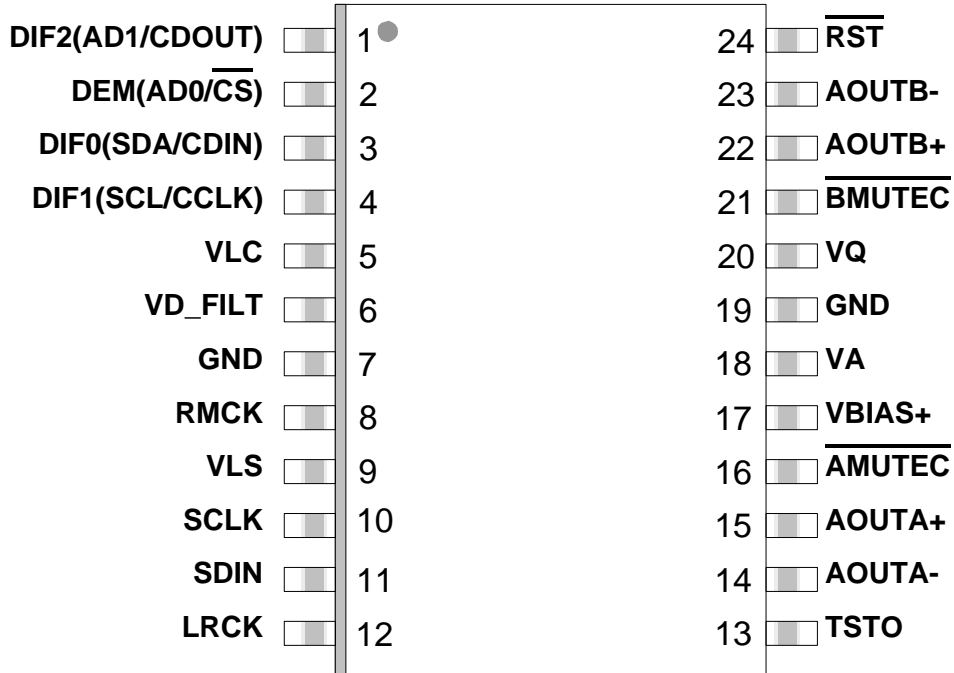 DIF2(AD1/CDOUT) 1 24 RST
DEM(AD0/CS) 2 23 AOUTB-
DIF0(SDA/CDIN) 3 22 AOUTB+
DIF1(SCL/CCLK) 4 21 BMUTEC
VLC 5 20 VQ
VD_FILT 6 19 GND
GND 7 18 VA
RMCK 8 17 VBIAS+
VLS 9 16 AMUTEC
SCLK 10 15 AOUTA+
SDIN 11 14 AOUTA-
LRCK 12 13 TSTO